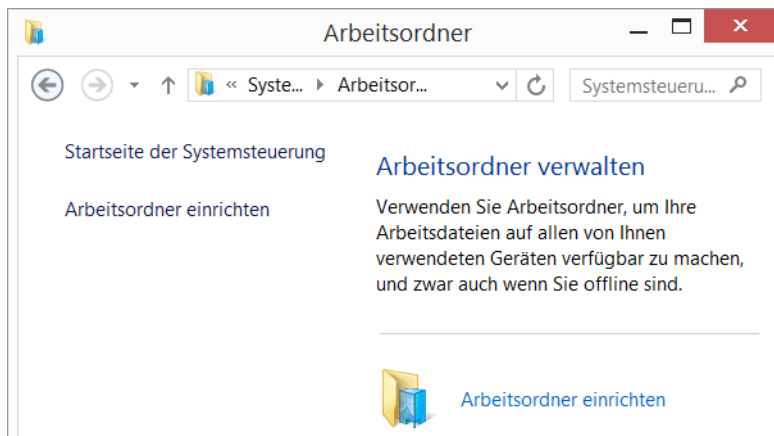 Arbeitsordner
« Syste... Arbeitsor...
Systemsteueru...
Startseite der Systemsteuerung
Arbeitsordner einrichten
Arbeitsordner verwalten
Verwenden Sie Arbeitsordner, um Ihre
Arbeitsdateien auf allen von Ihnen
verwendeten Geräten verfügbar zu machen,
und zwar auch wenn Sie offline sind.
Arbeitsordner einrichten